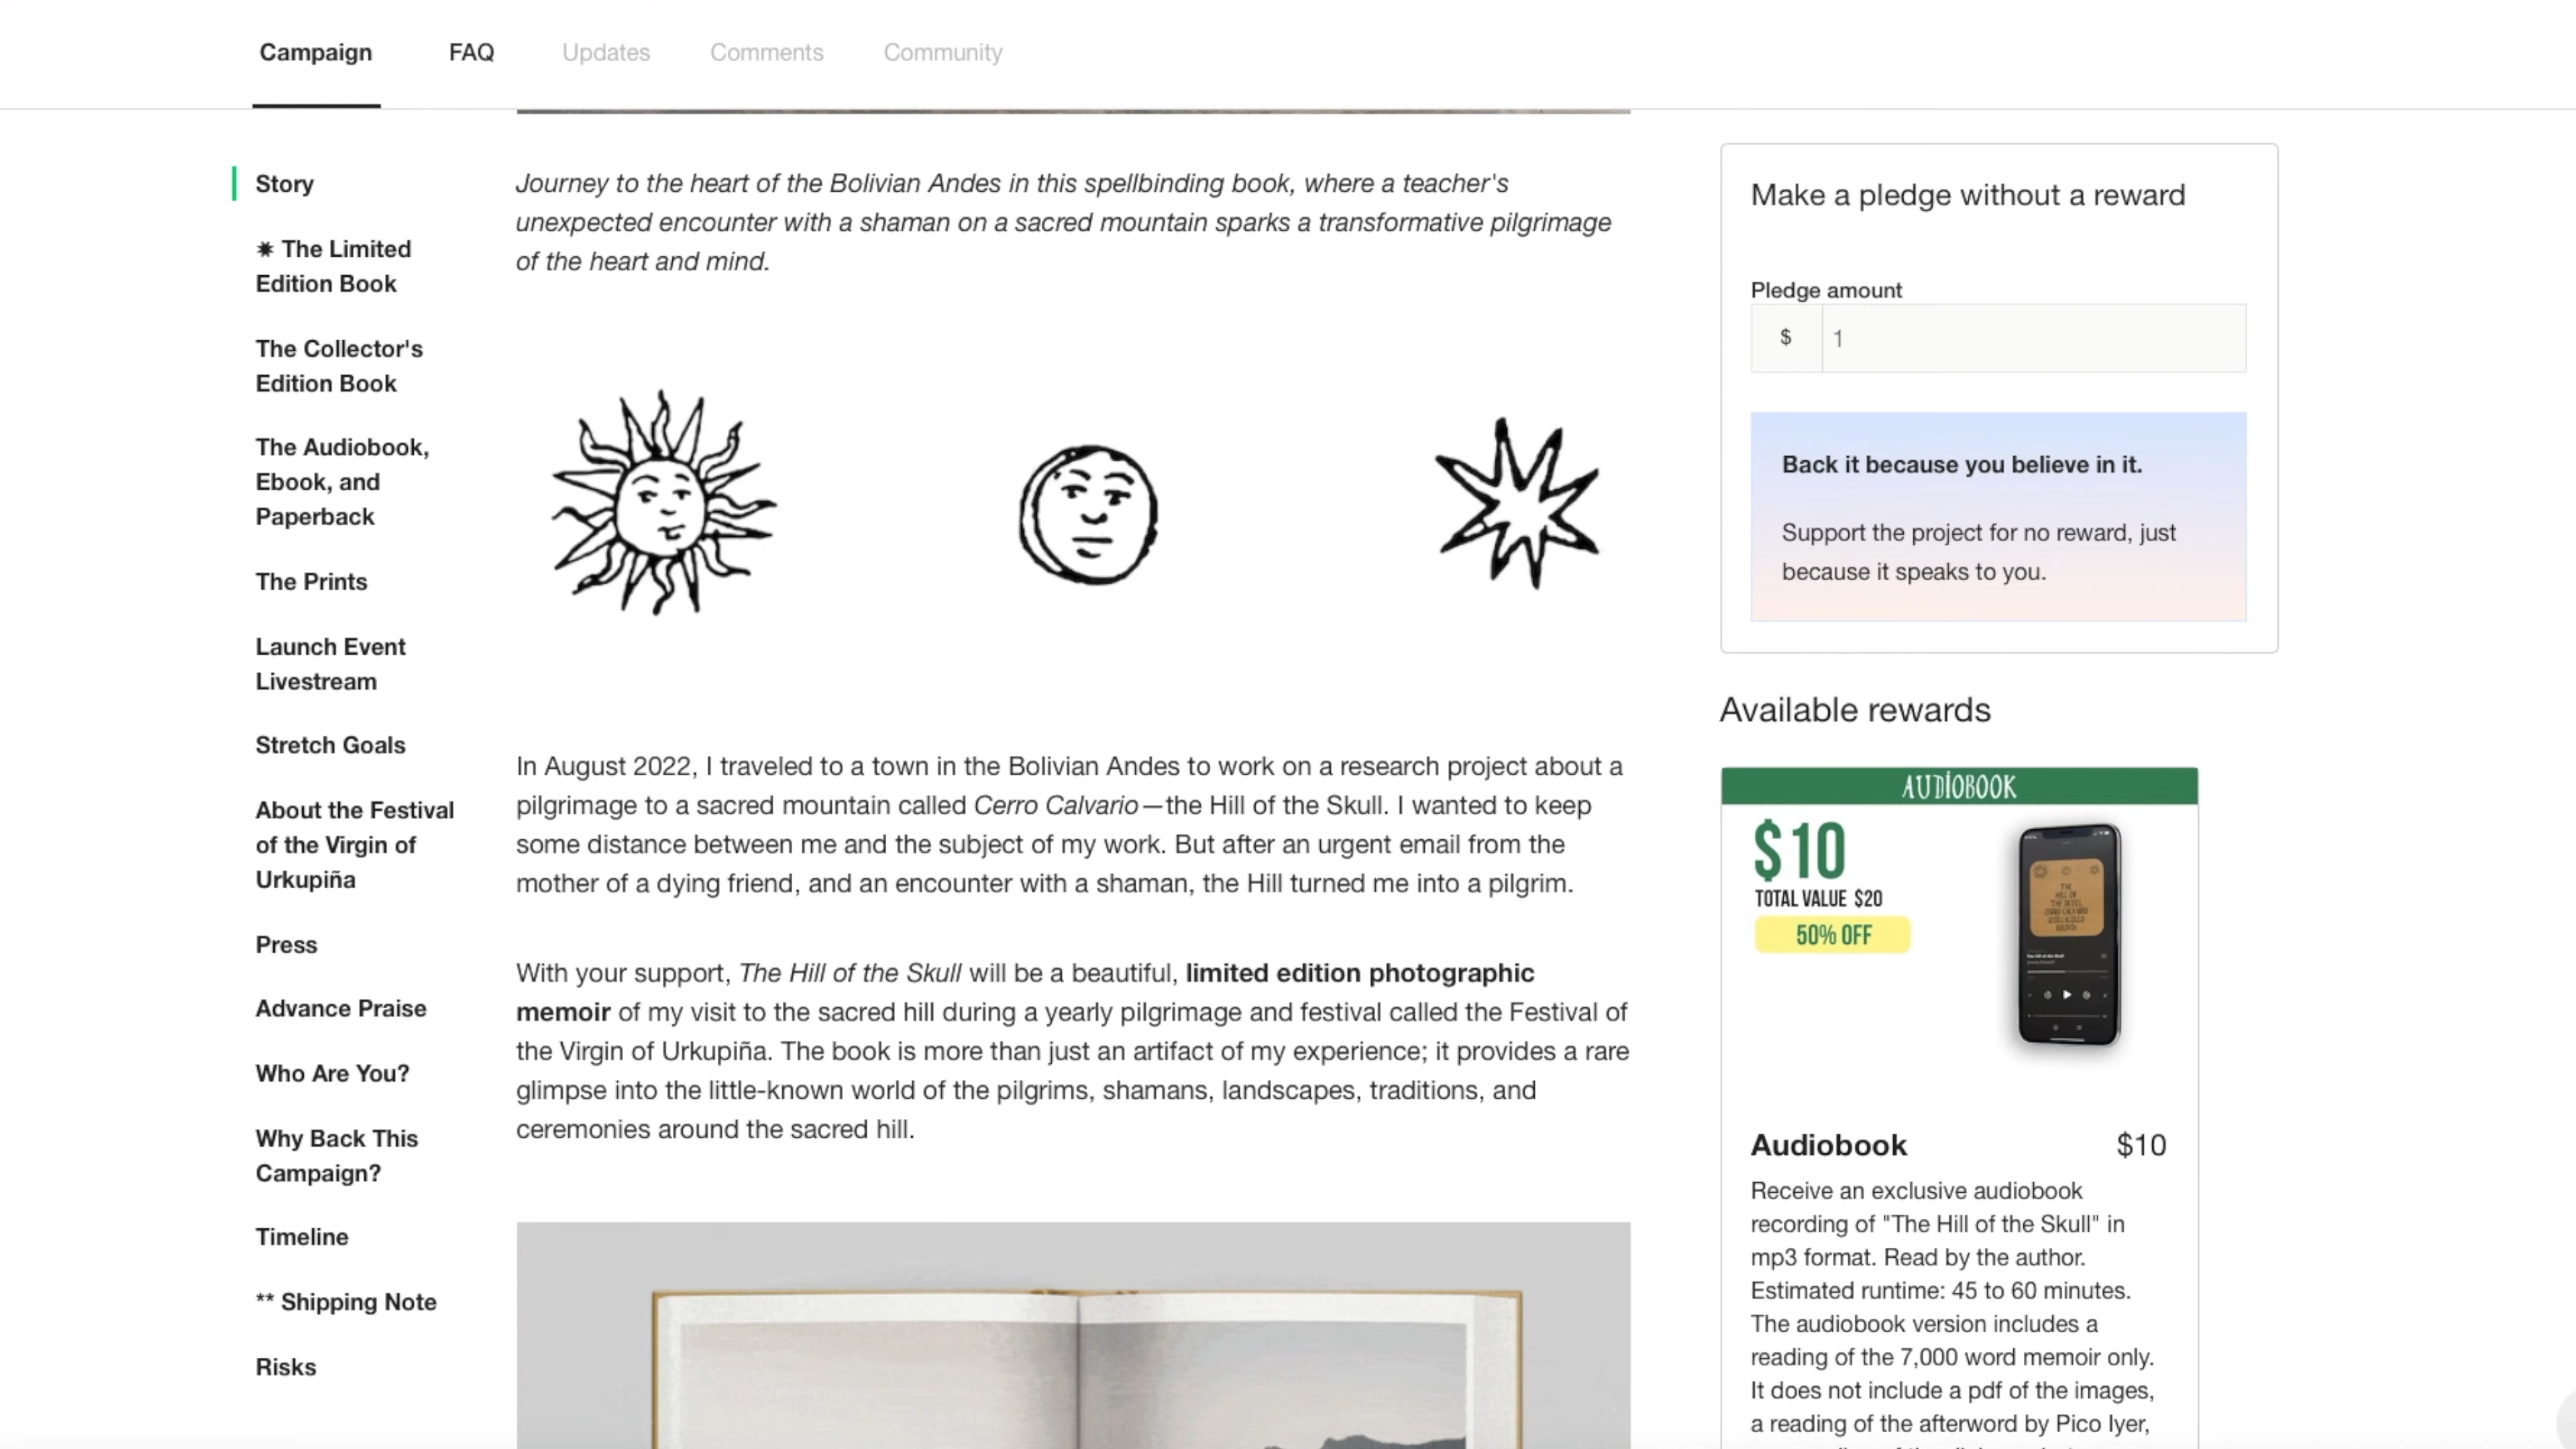 Campaign
FAQ
Updates
Comments
Community
Story
✷ The Limited
Edition Book
The Collector's
Edition Book
The Audiobook,
Ebook, and
Paperback
The Prints
Launch Event
Livestream
Stretch Goals
About the Festival
of the Virgin of
Urkupiña
Press
Advance Praise
Who Are You?
Why Back This
Campaign?
Timeline
** Shipping Note
Risks
Journey to the heart of the Bolivian Andes in this spellbinding book, where a teacher's
unexpected encounter with a shaman on a sacred mountain sparks a transformative pilgrimage
of the heart and mind.
In August 2022, I traveled to a town in the Bolivian Andes to work on a research project about a
pilgrimage to a sacred mountain called Cerro Calvario—the Hill of the Skull. I wanted to keep
some distance between me and the subject of my work. But after an urgent email from the
mother of a dying friend, and an encounter with a shaman, the Hill turned me into a pilgrim.
With your support, The Hill of the Skull will be a beautiful, limited edition photographic
memoir of my visit to the sacred hill during a yearly pilgrimage and festival called the Festival of
the Virgin of Urkupiña. The book is more than just an artifact of my experience; it provides a rare
glimpse into the little-known world of the pilgrims, shamans, landscapes, traditions, and
ceremonies around the sacred hill.
Make a pledge without a reward
Pledge amount
$ 1
Back it because you believe in it.
Support the project for no reward, just
because it speaks to you.
Available rewards
AUDIOBOOK
$10
TOTAL VALUE $20
50% OFF
THE
HILL OF
THE SKULL
Audiobook $10
Receive an exclusive audiobook
recording of "The Hill of the Skull" in
mp3 format. Read by the author.
Estimated runtime: 45 to 60 minutes.
The audiobook version includes a
reading of the 7,000 word memoir only.
It does not include a pdf of the images,
a reading of the afterword by Pico Iyer,